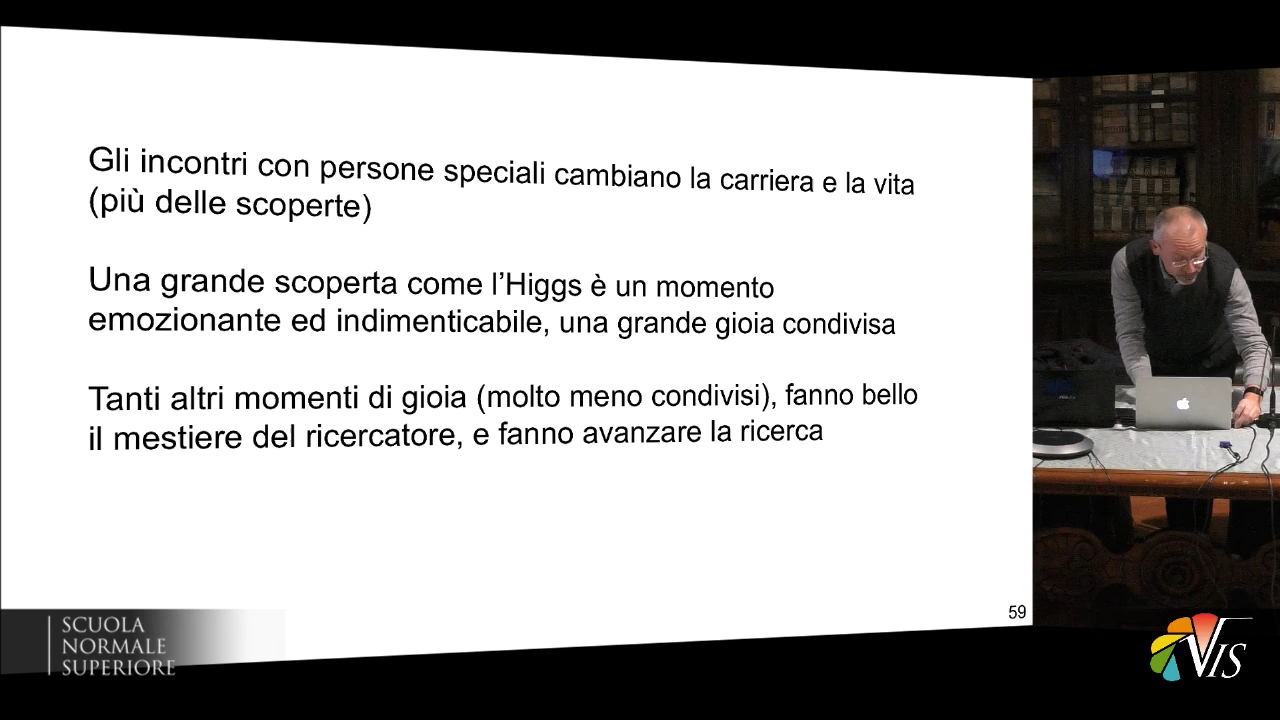 Gli incontri con persone speciali cambiano la carriera e la vita
(più delle scoperte)
Una grande scoperta come l’Higgs è un momento
emozionante ed indimenticabile, una grande gioia condivisa
Tanti altri momenti di gioia (molto meno condivisi), fanno bello
il mestiere del ricercatore, e fanno avanzare la ricerca
59
SCUOLA
NORMALE
SUPERIORE
VIS